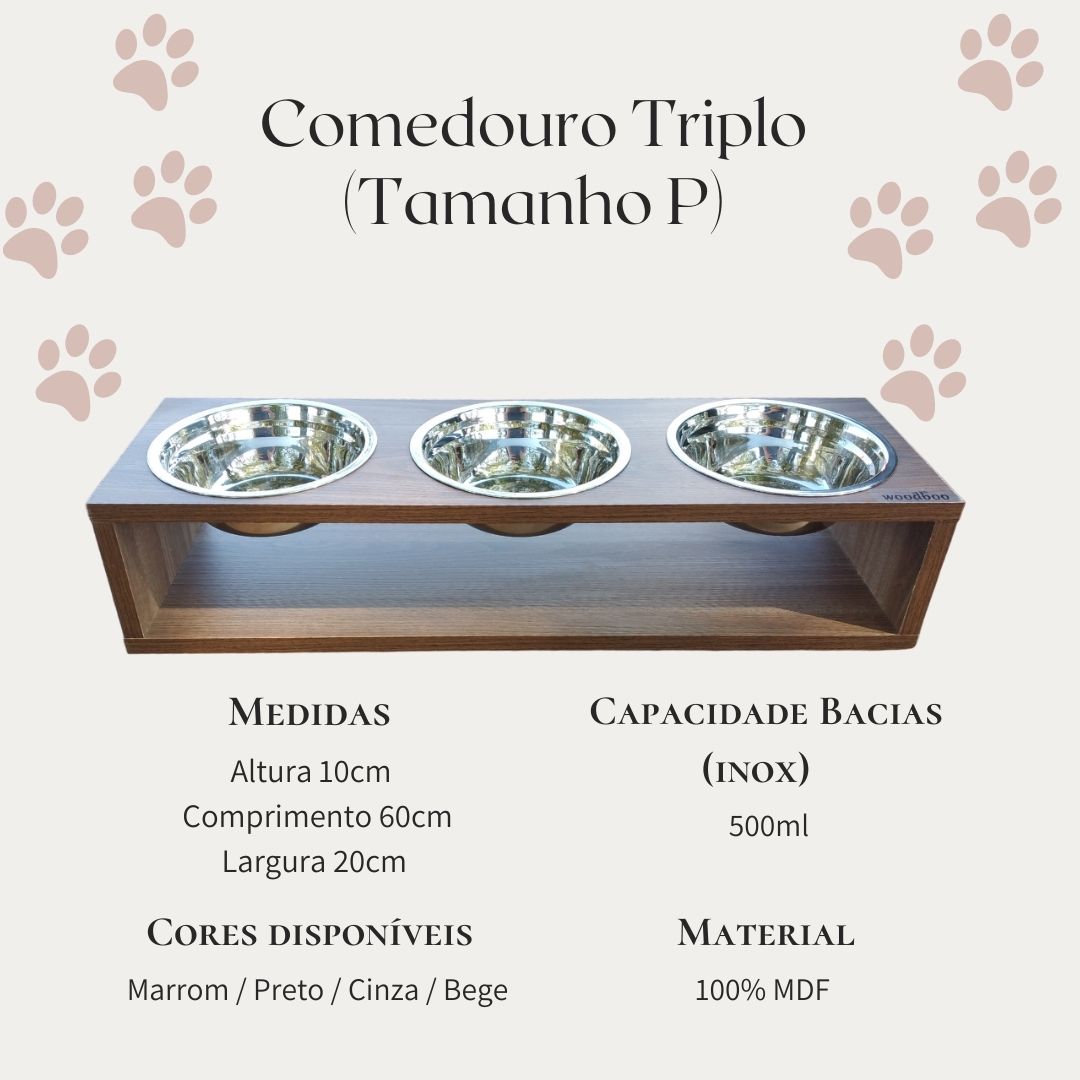 Comedouro Triplo
(Tamanho P)
woodboo
Medidas
Altura 10cm
Comprimento 60cm
Largura 20cm
Capacidade Bacias
(inox)
500ml
Cores disponíveis
Marrom / Preto / Cinza / Bege
Material
100% MDF